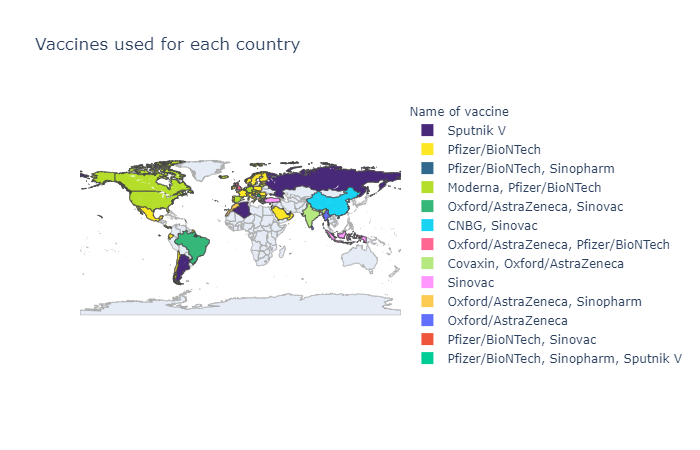 Vaccines used for each country
Name of vaccine
Sputnik V
Pfizer/BioNTech
Pfizer/BioNTech, Sinopharm
Moderna, Pfizer/BioNTech
Oxford/AstraZeneca, Sinovac
CNBG, Sinovac
Oxford/AstraZeneca, Pfizer/BioNTech
Covaxin, Oxford/AstraZeneca
Sinovac
Oxford/AstraZeneca, Sinopharm
Oxford/AstraZeneca
Pfizer/BioNTech, Sinovac
Pfizer/BioNTech, Sinopharm, Sputnik V